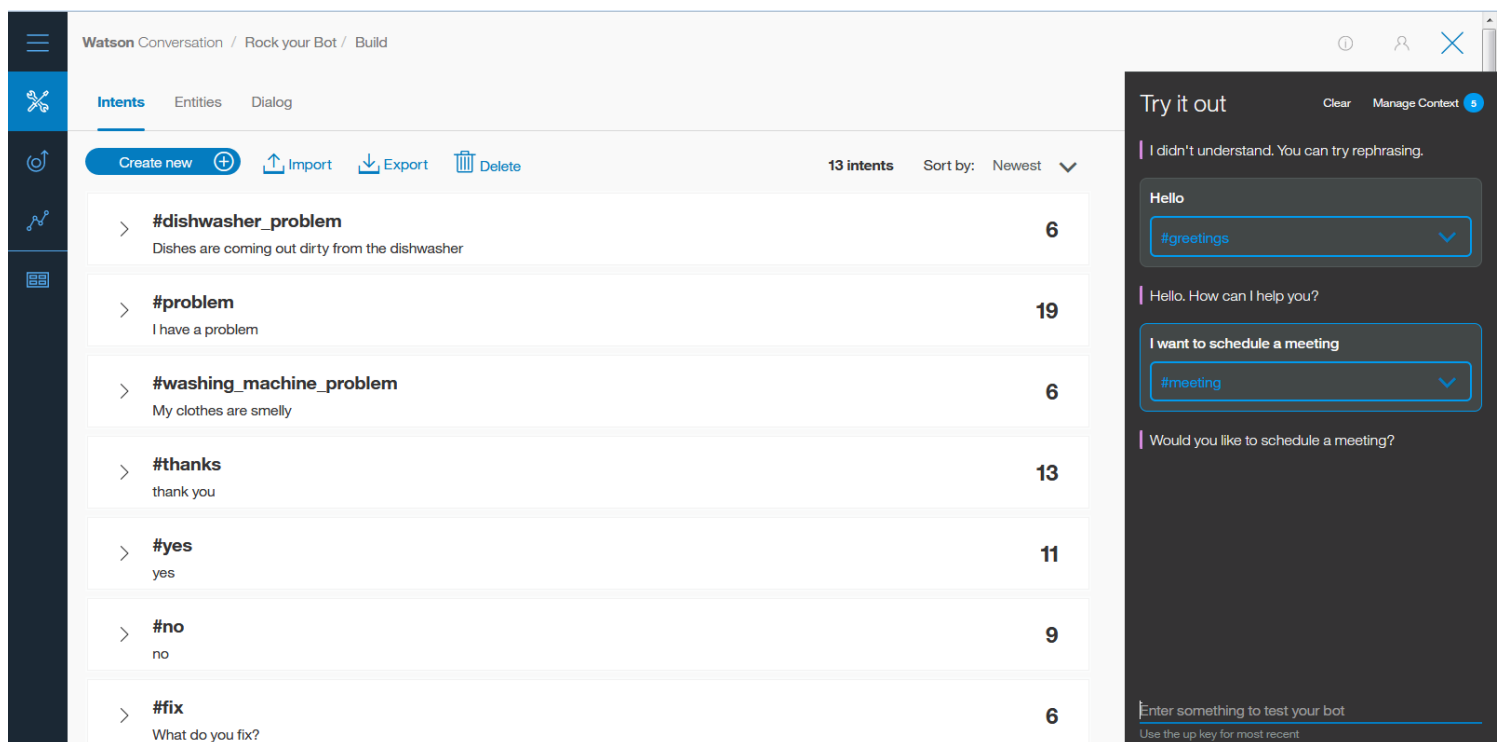 Watson Conversation / Rock your Bot / Build
Intents Entities Dialog
Create new Import Export Delete 13 intents Sort by: Newest
#dishwasher_problem 6
Dishes are coming out dirty from the dishwasher
#problem 19
I have a problem
#washing_machine_problem 6
My clothes are smelly
#thanks 13
thank you
#yes 11
yes
#no 9
no
#fix 6
What do you fix?
Try it out Clear Manage Context 5
I didn't understand. You can try rephrasing.
Hello
#greetings
Hello. How can I help you?
I want to schedule a meeting
#meeting
Would you like to schedule a meeting?
Enter something to test your bot
Use the up key for most recent